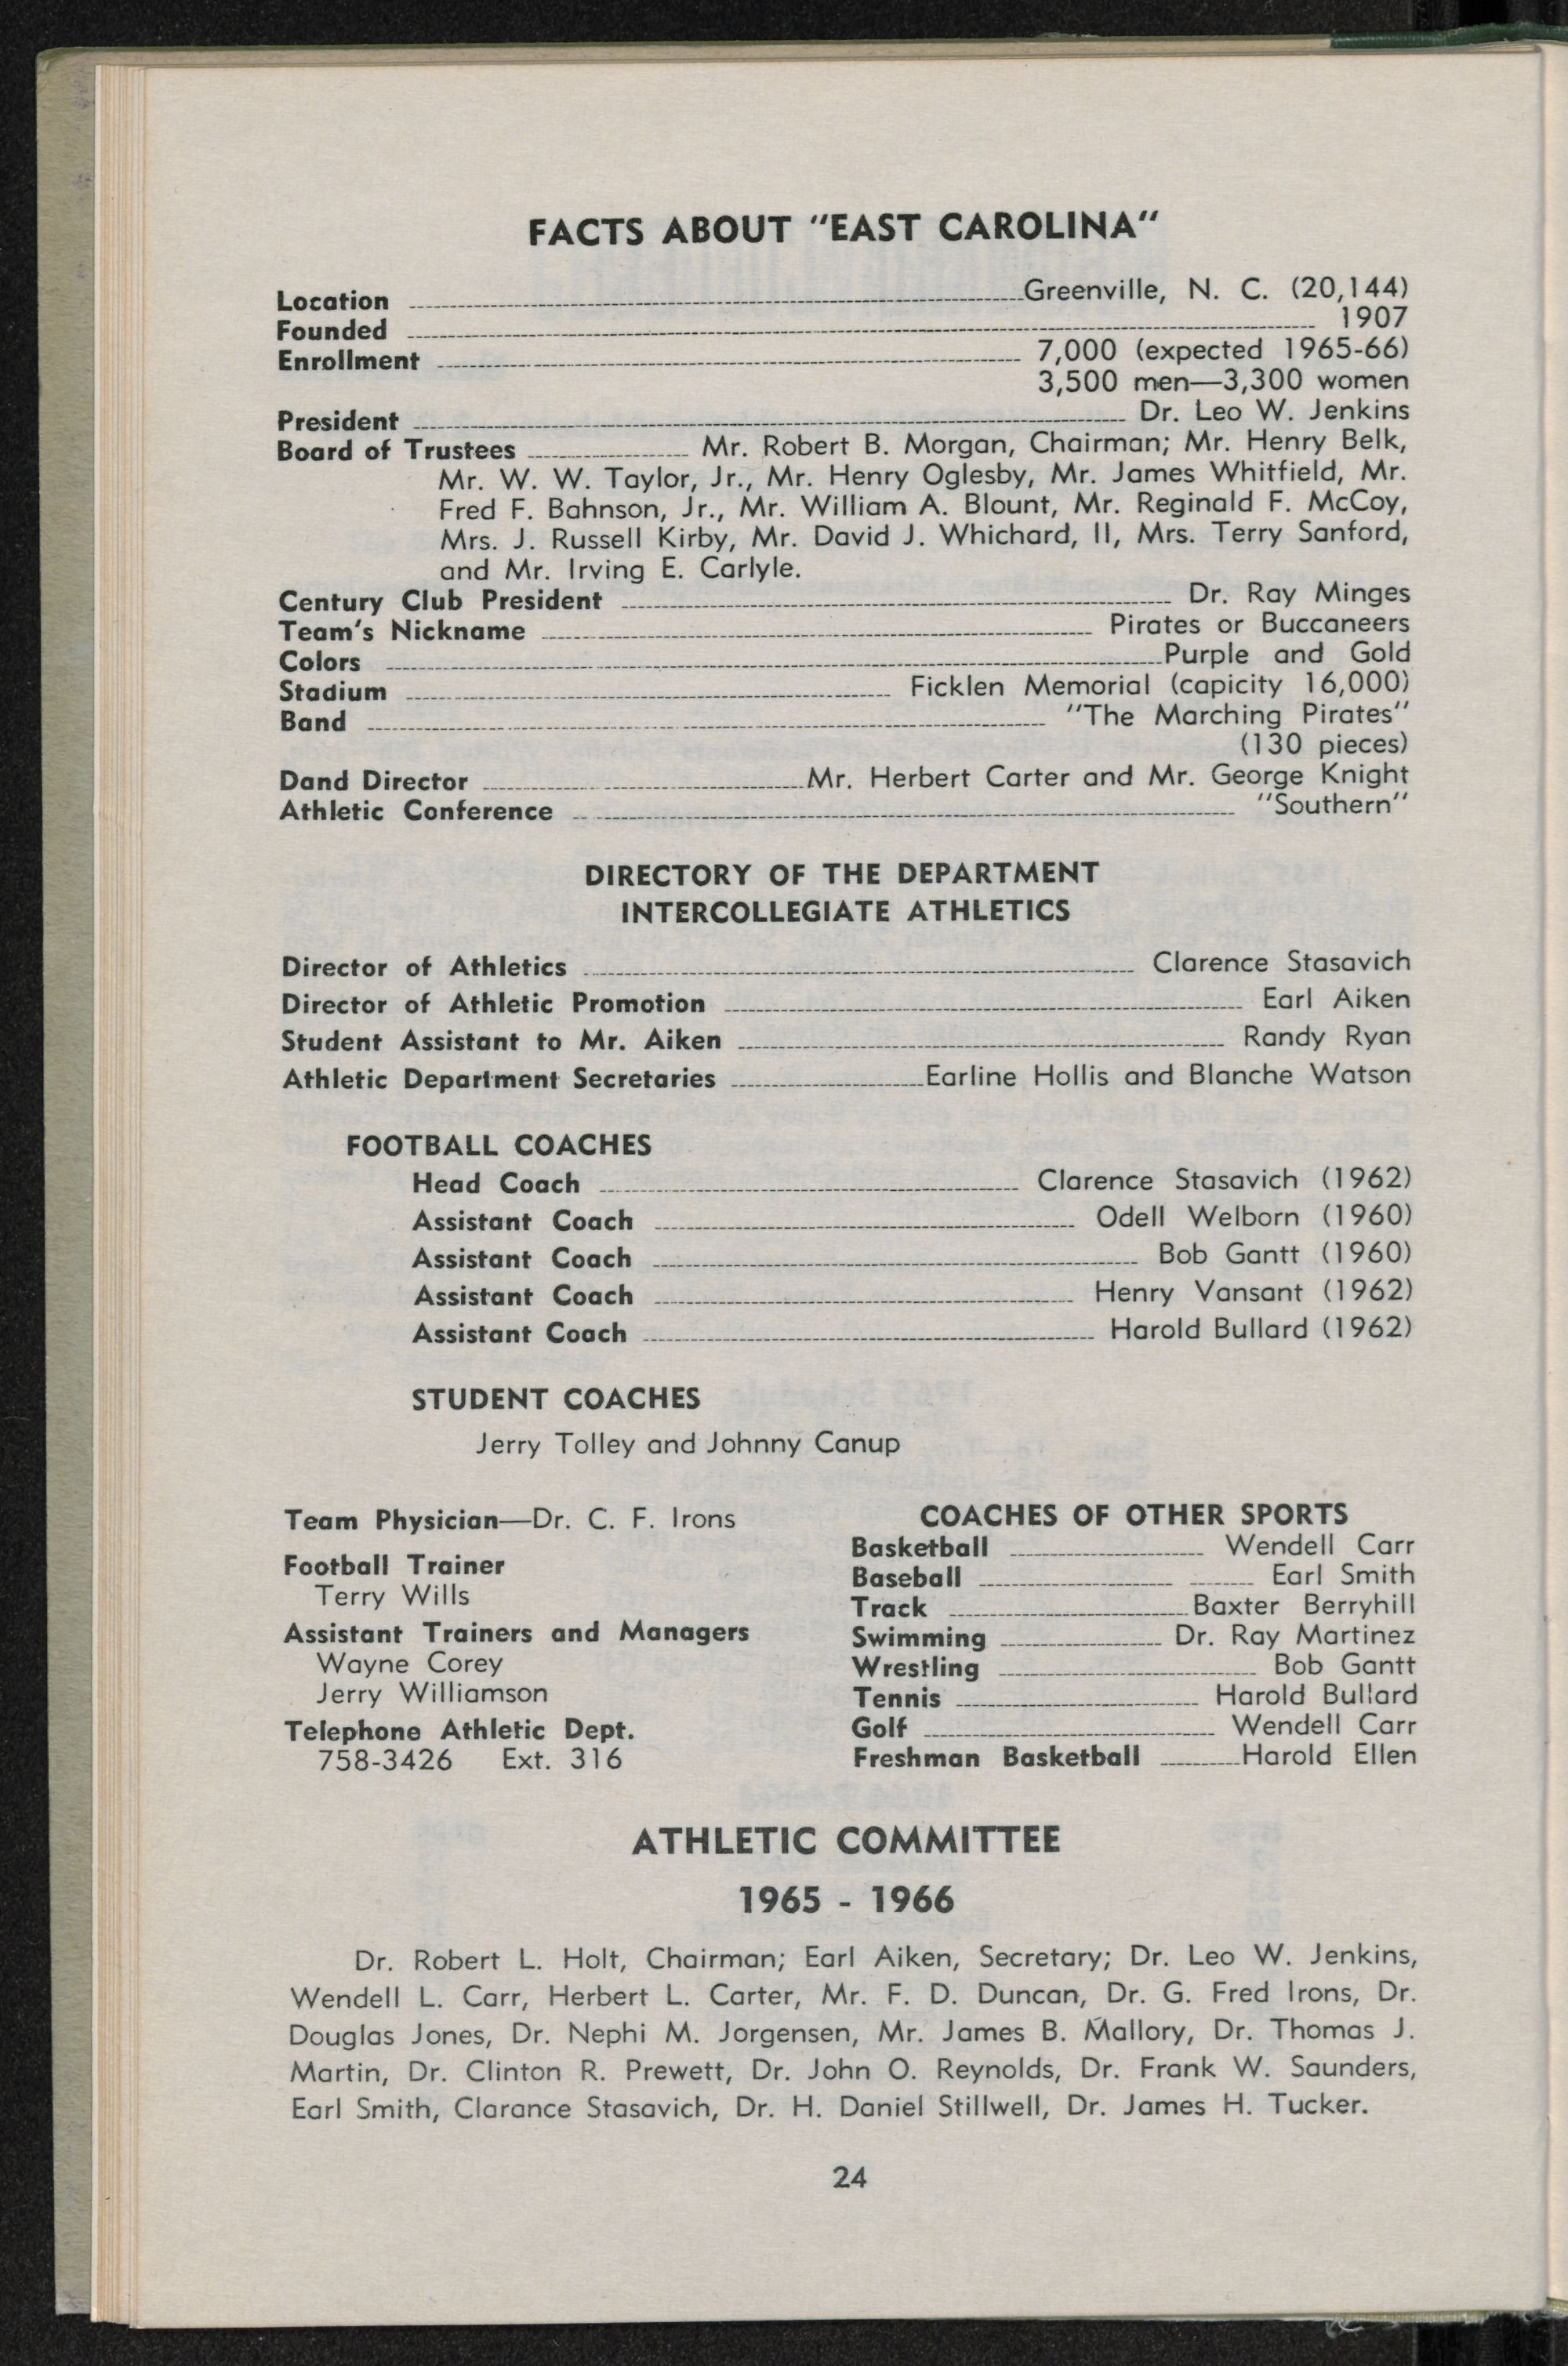 FACTS ABOUT "EAST CAROLINA"
Location Greenville, N. C. (20,144)
Founded 1907
Enrollment 7,000 (expected 1965-66)
3,500 men—3,300 women
President Dr. Leo W. Jenkins
Board of Trustees Mr. Robert B. Morgan, Chairman; Mr. Henry Belk,
Mr. W. W. Taylor, Jr., Mr. Henry Oglesby, Mr. James Whitfield, Mr.
Fred F. Bahnson, Jr., Mr. William A. Blount, Mr. Reginald F. McCoy,
Mrs. J. Russell Kirby, Mr. David J. Whichard, II, Mrs. Terry Sanford,
and Mr. Irving E. Carlyle.
Century Club President Dr. Ray Minges
Team's Nickname Pirates or Buccaneers
Colors Purple and Gold
Stadium Ficklen Memorial (capicity 16,000)
Band "The Marching Pirates"
(130 pieces)
Dand Director Mr. Herbert Carter and Mr. George Knight
Athletic Conference "Southern"
DIRECTORY OF THE DEPARTMENT
INTERCOLLEGIATE ATHLETICS
Director of Athletics Clarence Stasavich
Director of Athletic Promotion Earl Aiken
Student Assistant to Mr. Aiken Randy Ryan
Athletic Department Secretaries Earline Hollis and Blanche Watson
FOOTBALL COACHES
Head Coach Clarence Stasavich (1962)
Assistant Coach Odell Welborn (1960)
Assistant Coach Bob Gantt (1960)
Assistant Coach Henry Vansant (1962)
Assistant Coach Harold Bullard (1962)
STUDENT COACHES
Jerry Tolley and Johnny Canup
Team Physician—Dr. C. F. Irons
Football Trainer
Terry Wills
Assistant Trainers and Managers
Wayne Corey
Jerry Williamson
Telephone Athletic Dept.
758-3426 Ext. 316
COACHES OF OTHER SPORTS
Basketball Wendell Carr
Baseball Earl Smith
Track Baxter Berryhill
Swimming Dr. Ray Martinez
Wrestling Bob Gantt
Tennis Harold Bullard
Golf Wendell Carr
Freshman Basketball Harold Ellen
ATHLETIC COMMITTEE
1965 - 1966
Dr. Robert L. Holt, Chairman; Earl Aiken, Secretary; Dr. Leo W. Jenkins,
Wendell L. Carr, Herbert L. Carter, Mr. F. D. Duncan, Dr. G. Fred Irons, Dr.
Douglas Jones, Dr. Nephi M. Jorgensen, Mr. James B. Mallory, Dr. Thomas J.
Martin, Dr. Clinton R. Prewett, Dr. John O. Reynolds, Dr. Frank W. Saunders,
Earl Smith, Clarance Stasavich, Dr. H. Daniel Stillwell, Dr. James H. Tucker.
24